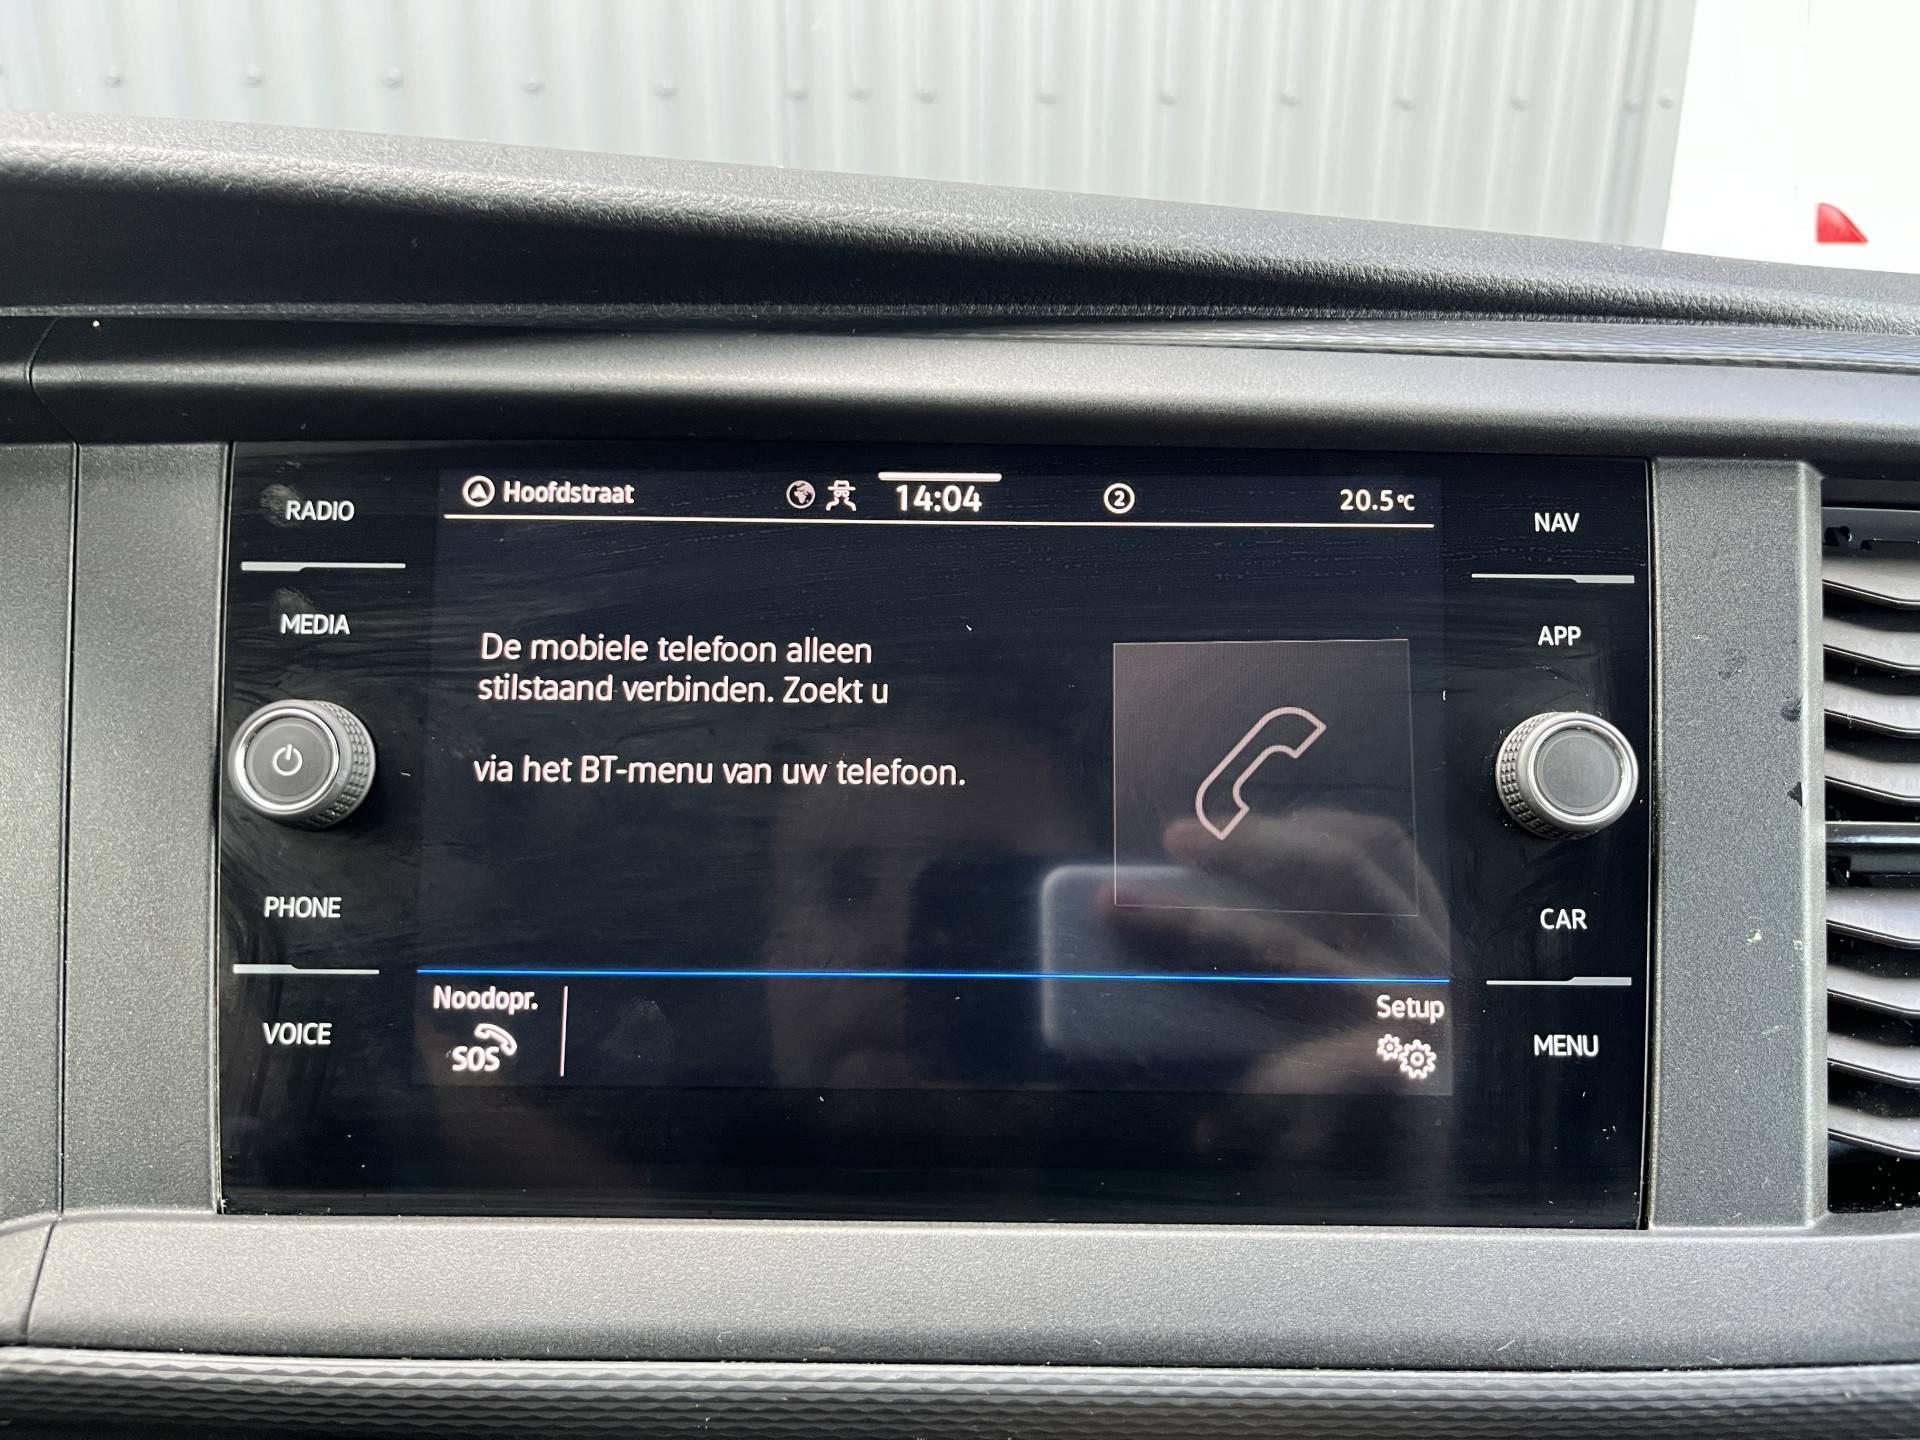 RADIO
MEDIA
PHONE
VOICE
Hoofdstraat
14:04
2
20.5°C
De mobiele telefoon alleen
stilstaand verbinden. Zoekt u
via het BT-menu van uw telefoon.
Noodopr.
SOS
Setup
NAV
APP
CAR
MENU